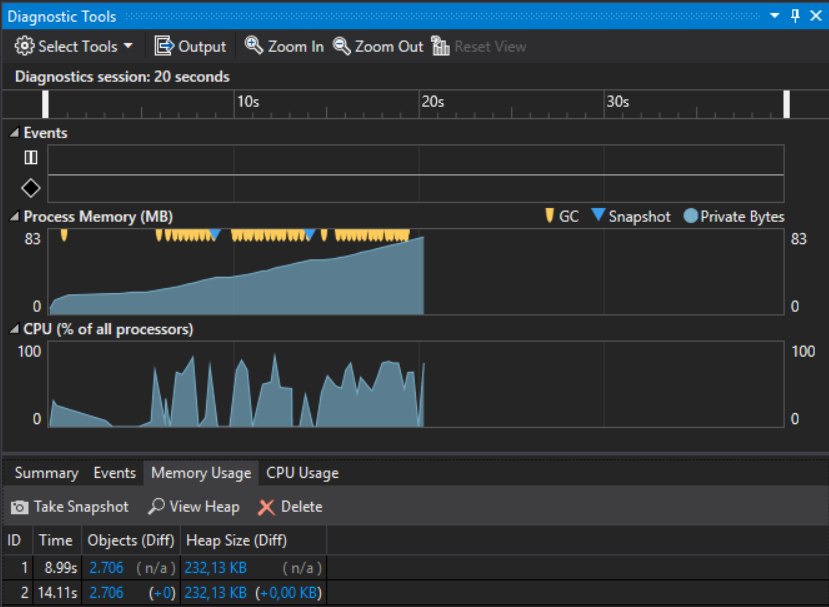 Diagnostic Tools
Select Tools Output Zoom In Zoom Out Reset View
Diagnostics session: 20 seconds
10s 20s 30s
Events
Process Memory (MB) GC Snapshot Private Bytes
83 83
0 0
CPU (% of all processors)
100 100
0 0
Summary Events Memory Usage CPU Usage
Take Snapshot View Heap Delete
ID Time Objects (Diff) Heap Size (Diff)
1 8.99s 2.706 (n/a) 232,13 KB (n/a)
2 14.11s 2.706 (+0) 232,13 KB (+0,00 KB)